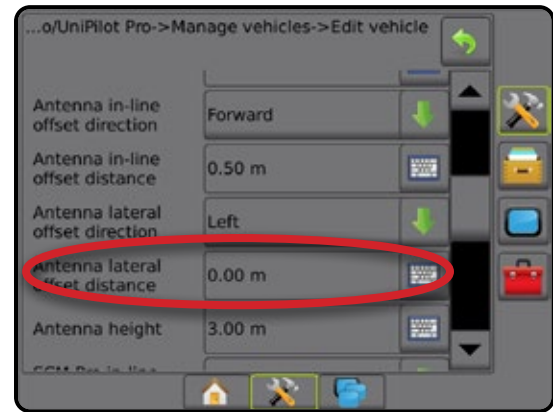 ...o/UniPilot Pro->Manage vehicles->Edit vehicle
Antenna in-line
offset direction
Forward
Antenna in-line
offset distance
0.50 m
Antenna lateral
offset direction
Left
Antenna lateral
offset distance
0.00 m
Antenna height
3.00 m